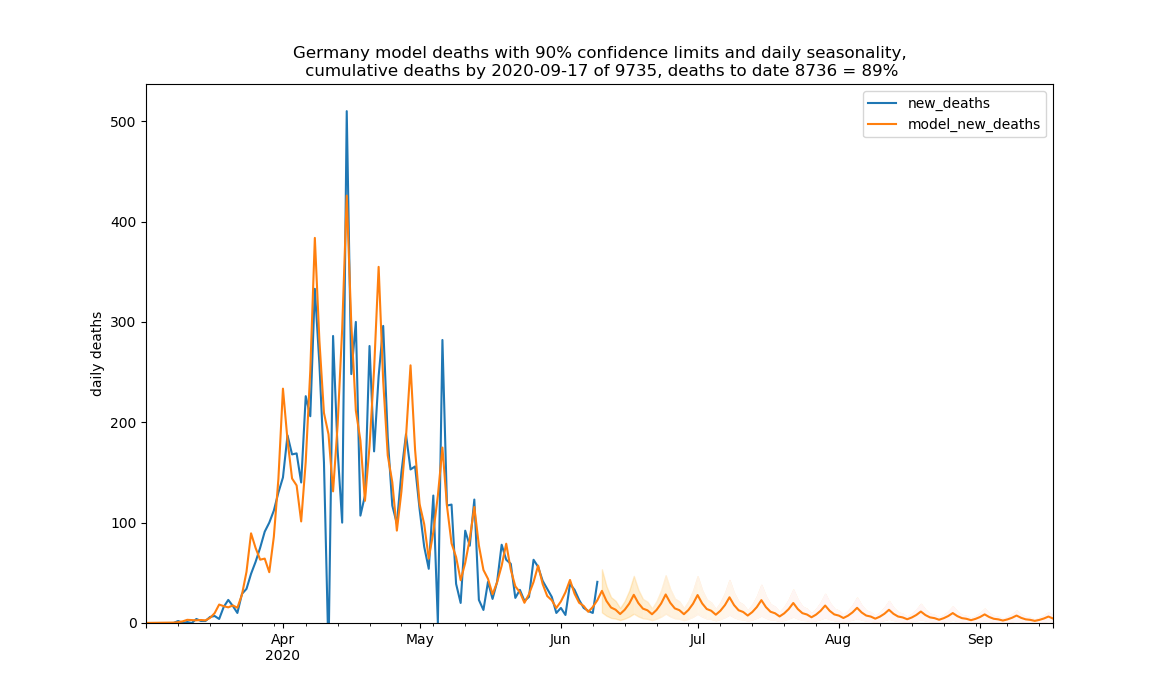 Germany model deaths with 90% confidence limits and daily seasonality,
cumulative deaths by 2020-09-17 of 9735, deaths to date 8736 = 89%
new_deaths
model_new_deaths
daily deaths
500
400
300
200
100
0
Apr
2020
May
Jun
Jul
Aug
Sep